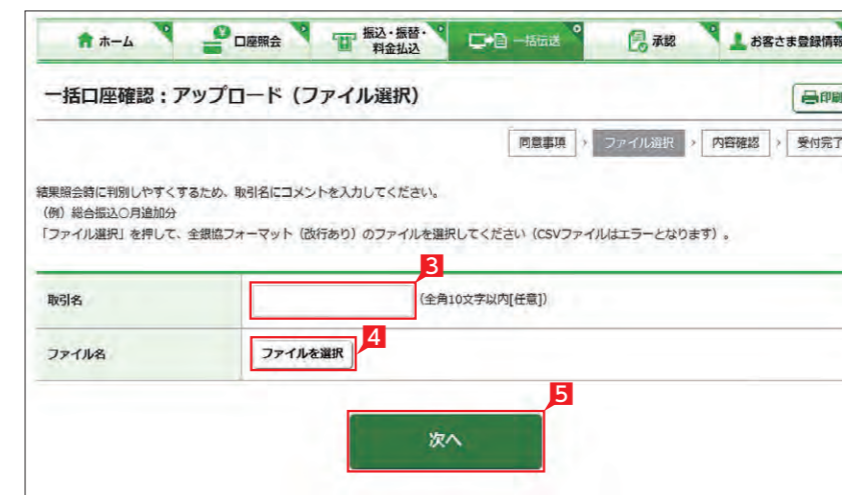 ホーム
口座照会
振込・振替・
料金払込
一括伝送
承認
お客さま登録情報
一括口座確認：アップロード（ファイル選択）
印刷
同意事項 › ファイル選択 › 内容確認 › 受付完了
結果照会時に判別しやすくするため、取引名にコメントを入力してください。
（例）総合振込○月追加分
「ファイル選択」を押して、全銀協フォーマット（改行あり）のファイルを選択してください（CSVファイルはエラーとなります）。
3
取引名
（全角10文字以内[任意]）
4
ファイル名
ファイルを選択
5
次へ